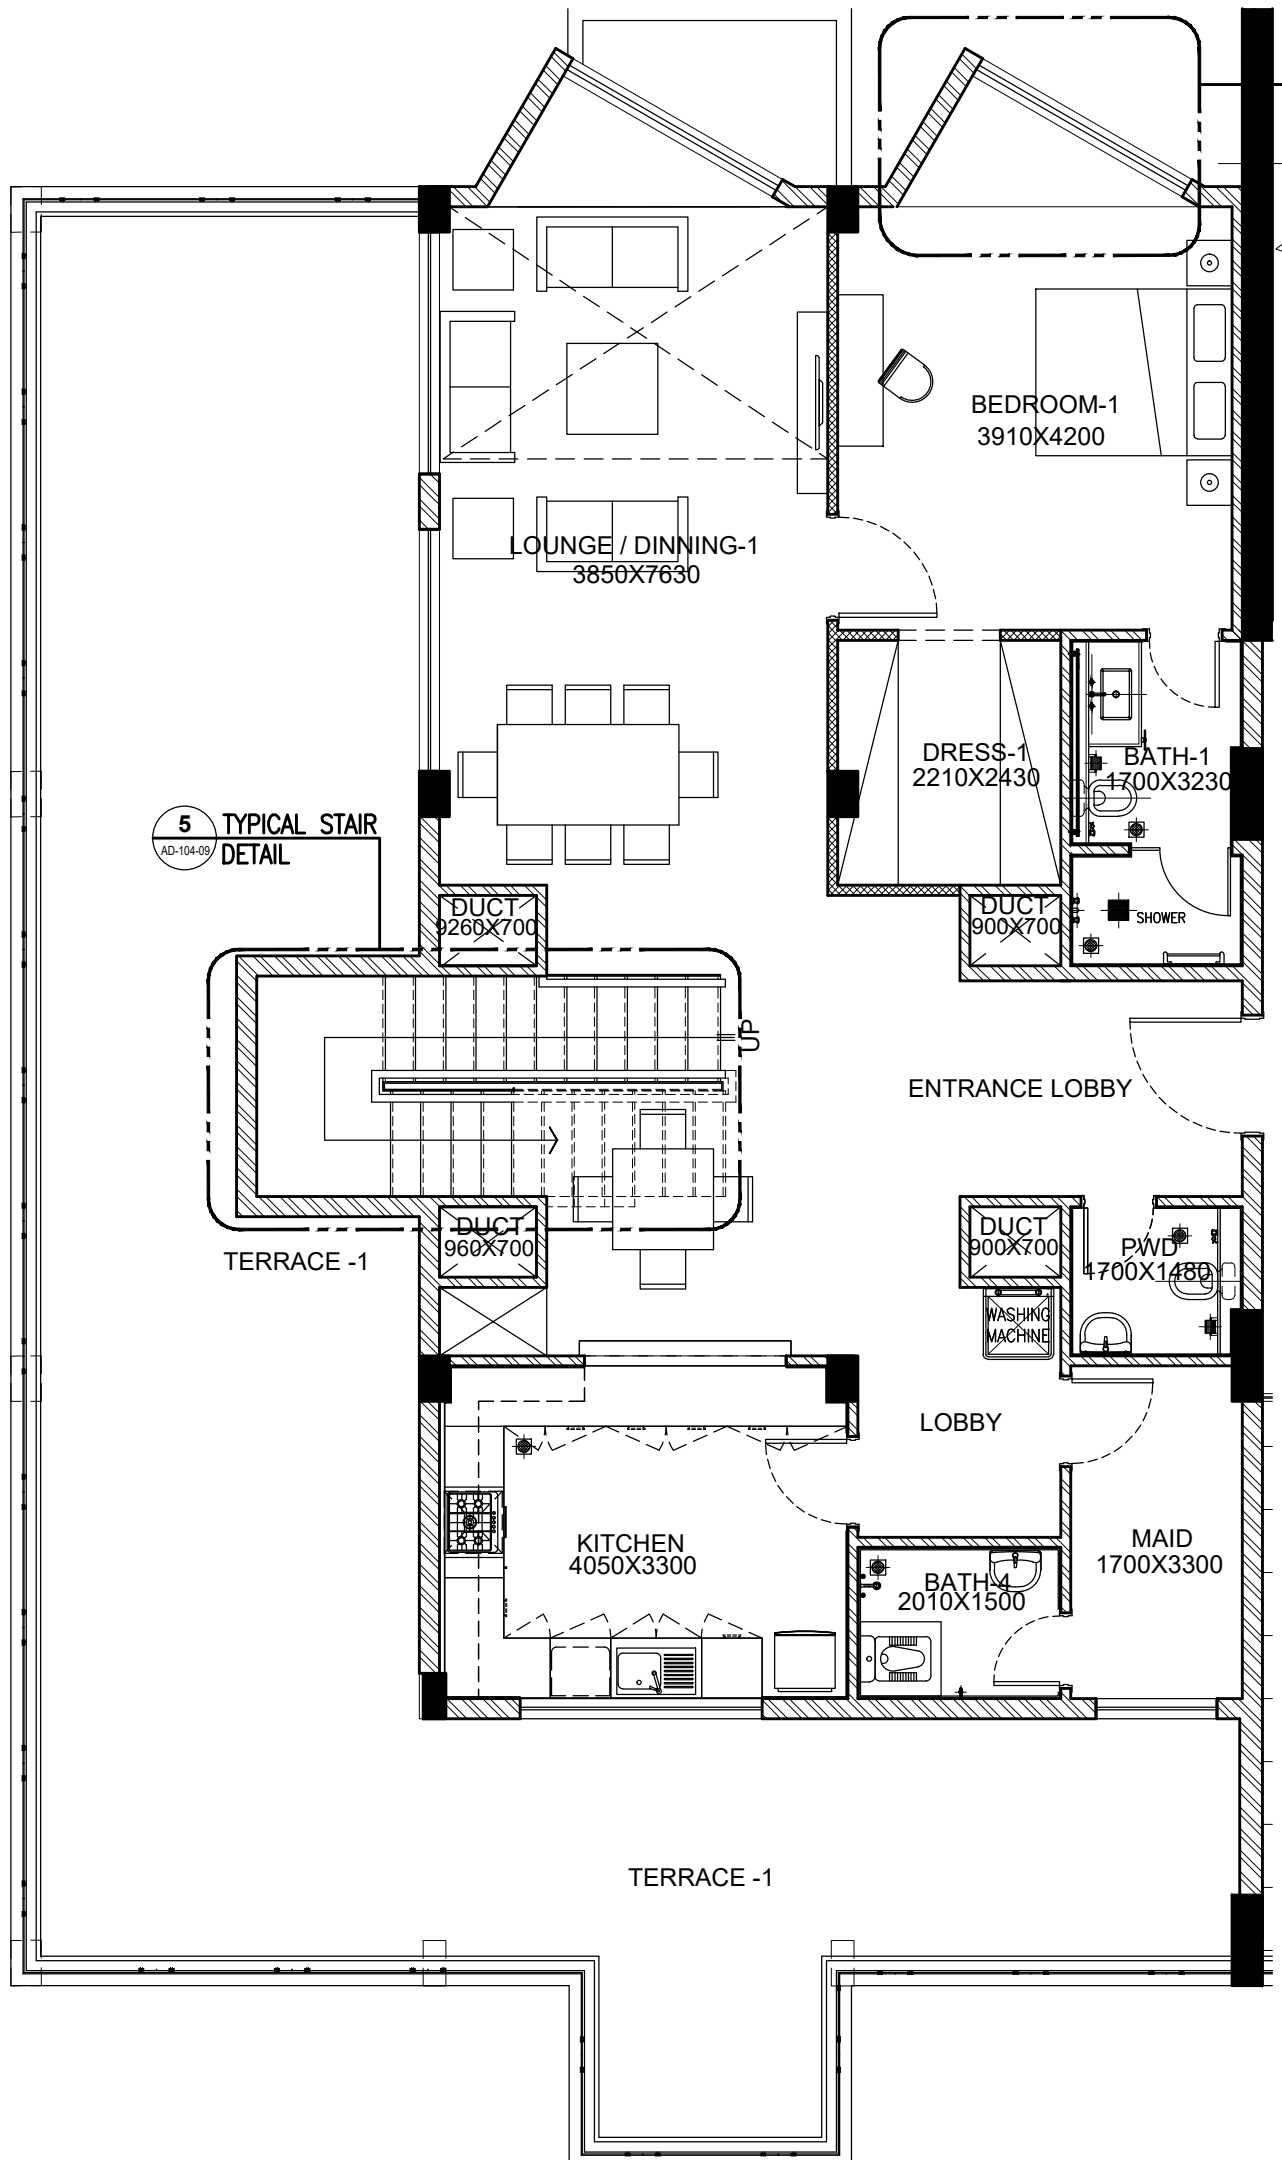 BEDROOM-1
3910X4200
LOUNGE / DINNING-1
3850X7630
DRESS-1
2210X2430
BATH-1
1700X3230
5
AD-104-09
TYPICAL STAIR
DETAIL
DUCT
9260X700
DUCT
900X700
SHOWER
UP
ENTRANCE LOBBY
DUCT
960X700
TERRACE -1
DUCT
900X700
PWD
1700X1480
WASHING
MACHINE
LOBBY
KITCHEN
4050X3300
MAID
1700X3300
BATH-4
2010X1500
TERRACE -1